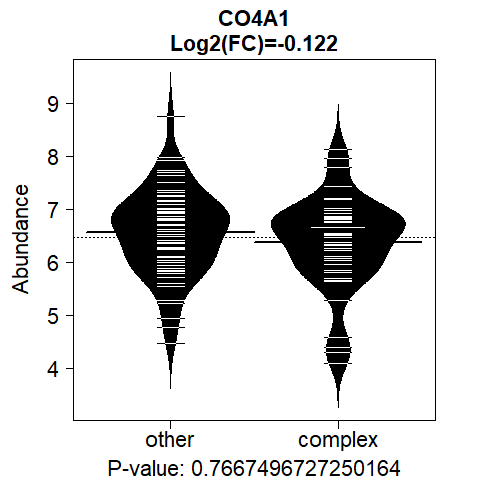 CO4A1
Log2(FC)=-0.122
9
8
7
6
5
4
Abundance
other complex
P-value: 0.7667496727250164